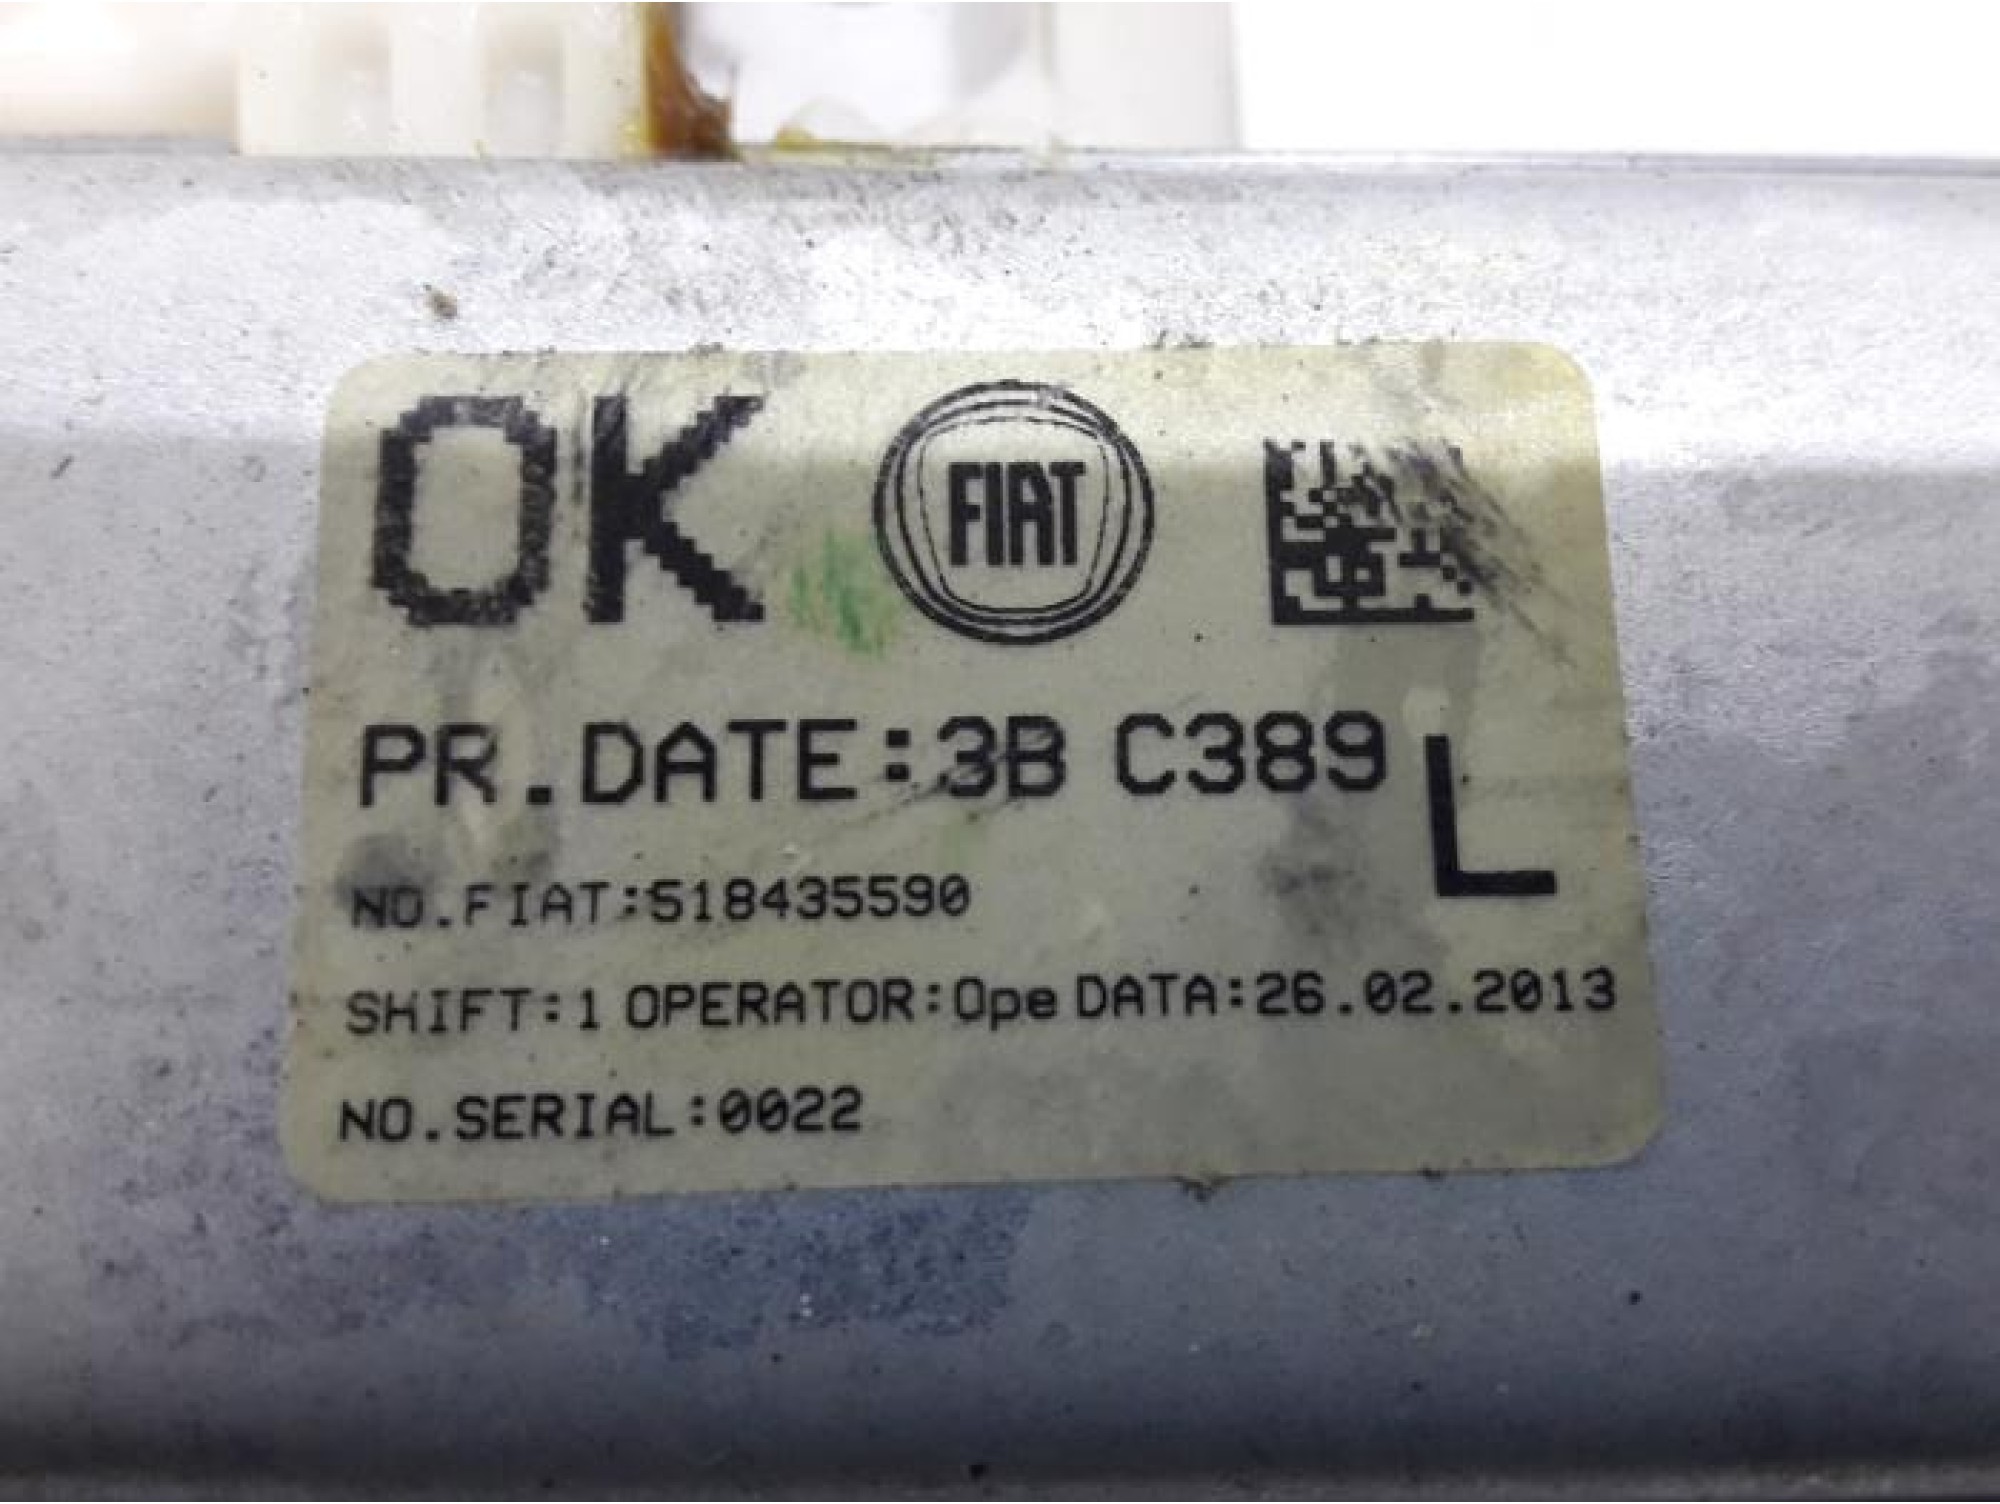 OK FIAT
PR.DATE:3B C389
L
NO.FIAT:518435590
SHIFT:1 OPERATOR:Ope DATA:26.02.2013
NO.SERIAL:0022